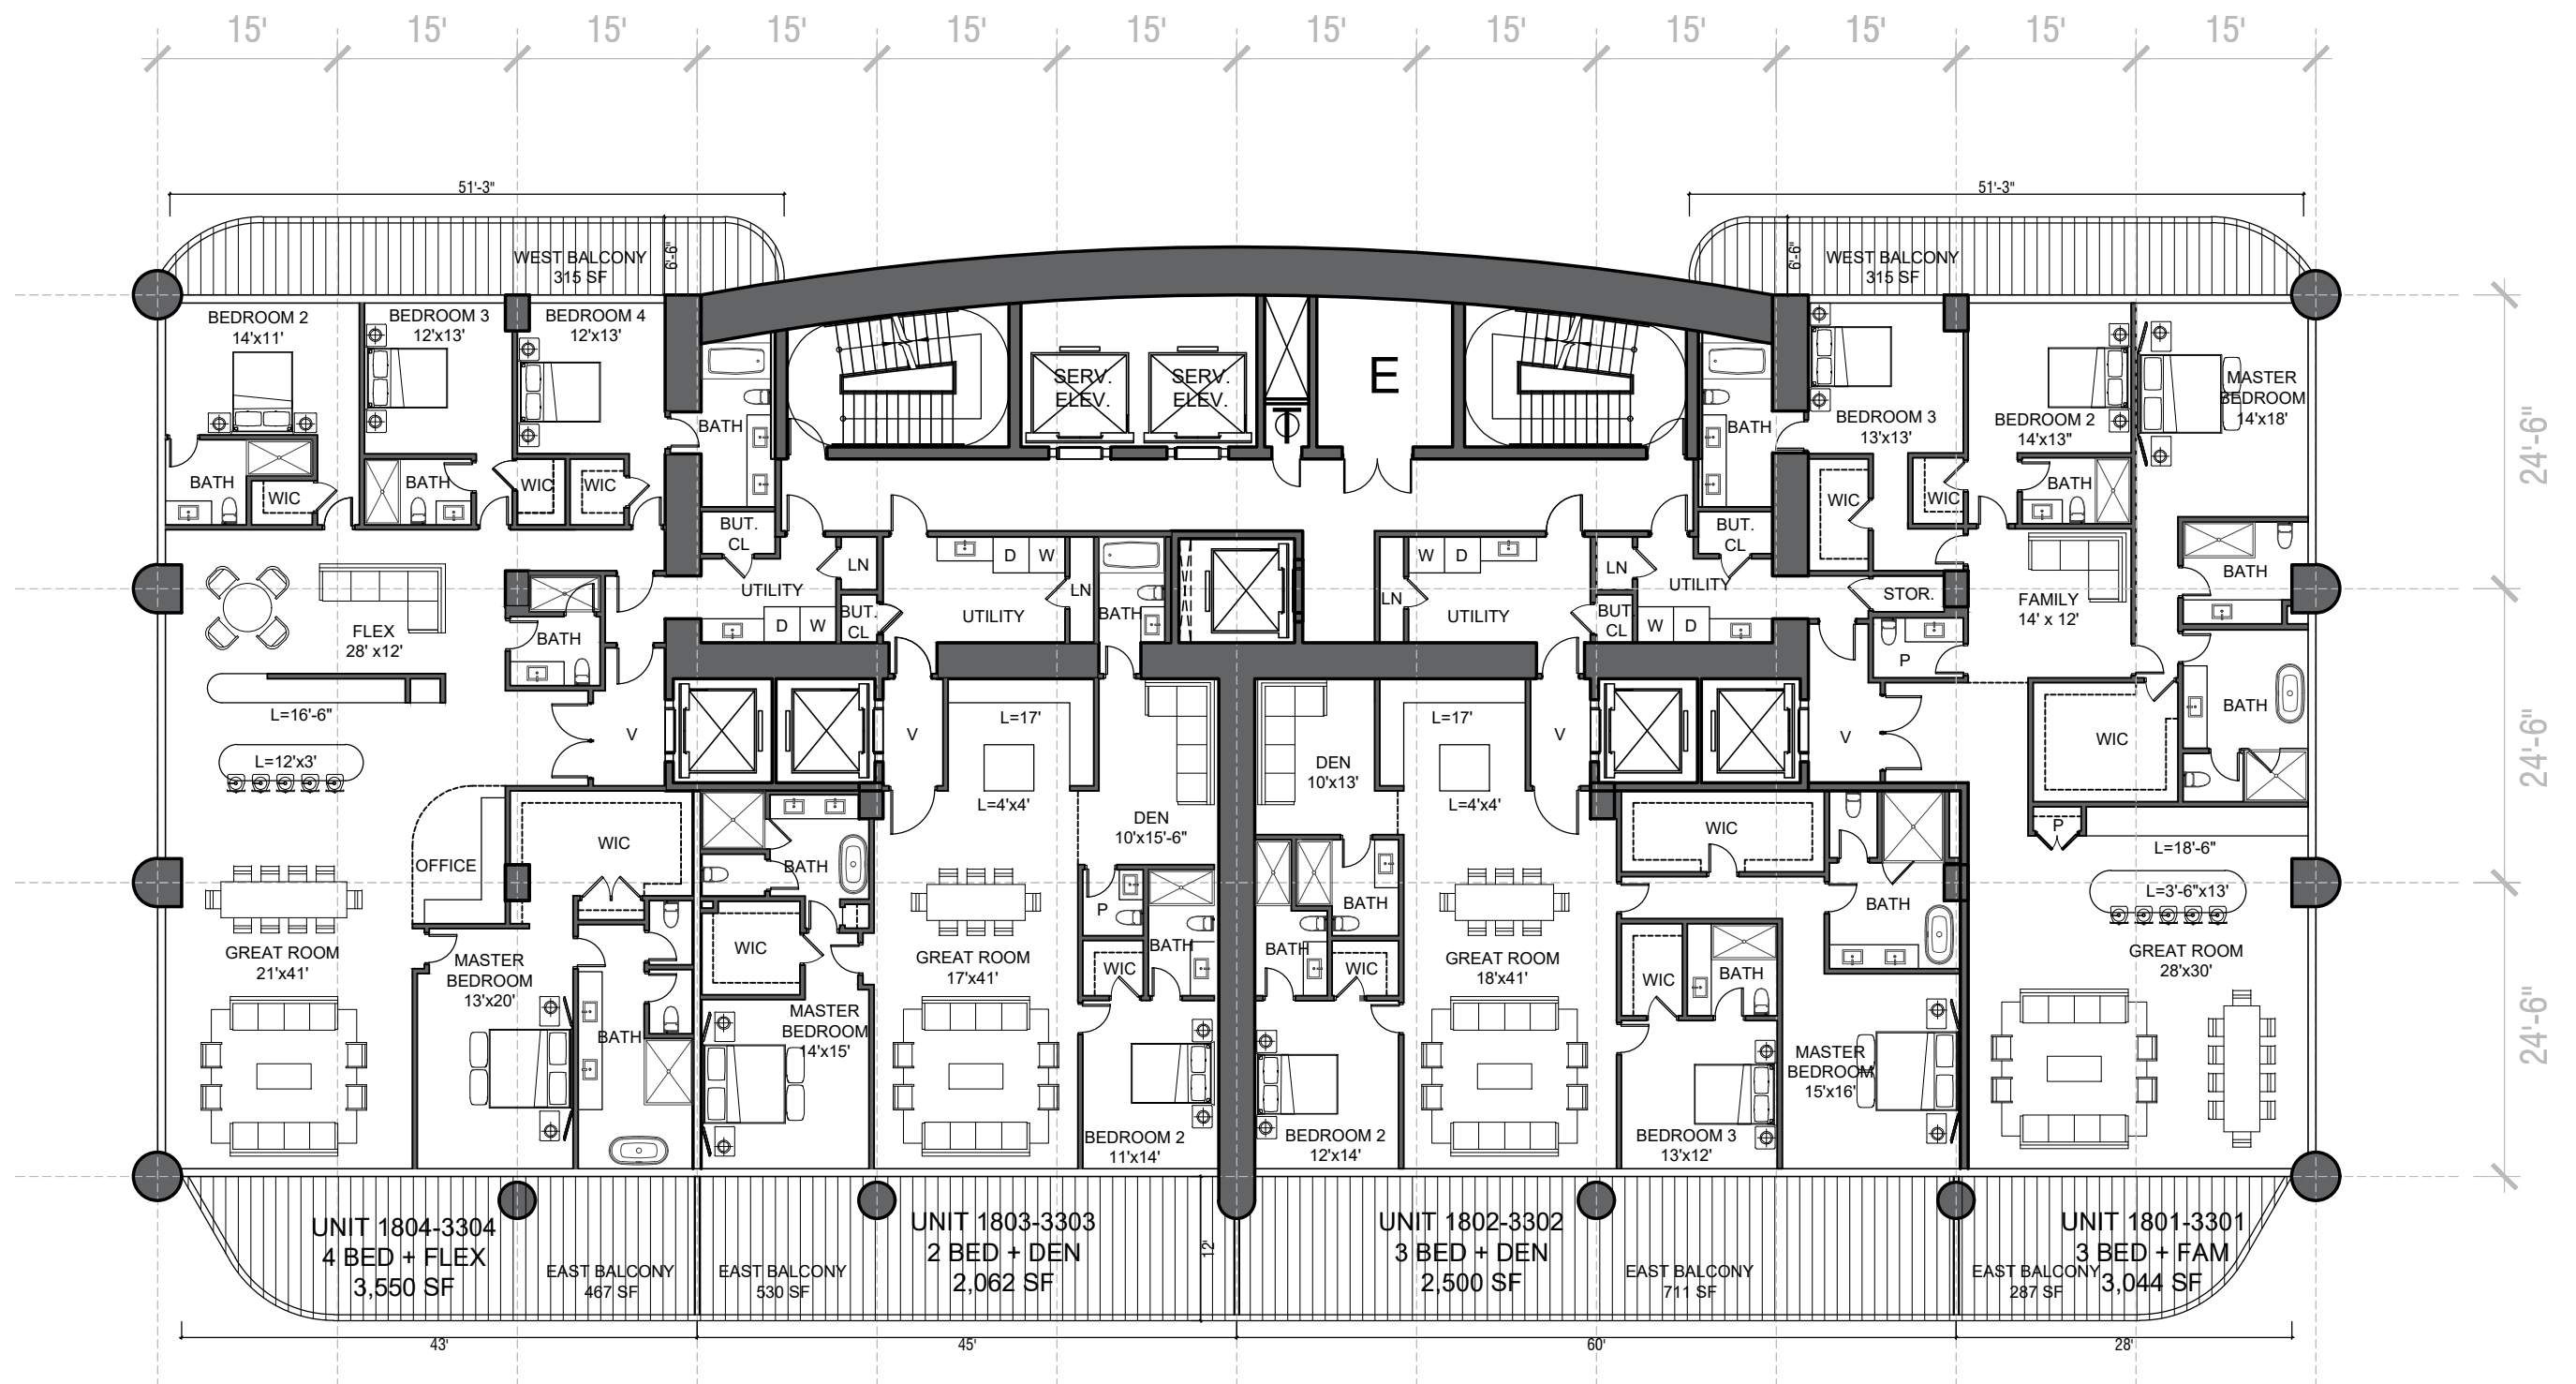 15' 15' 15' 15' 15' 15' 15' 15' 15' 15' 15' 15'
51'-3"
51'-3"
WEST BALCONY
315 SF
6'-6"
6'-6"
WEST BALCONY
315 SF
BEDROOM 2
14'x11'
BEDROOM 3
12'x13'
BEDROOM 4
12'x13'
BATH
SERV.
ELEV.
SERV.
ELEV.
T
E
BATH
BEDROOM 3
13'x13'
BEDROOM 2
14'x13"
MASTER
BEDROOM
14'x18'
24'-6"
BATH
WIC
BATH
WIC
WIC
BUT.
CL
BUT.
CL
WIC
WIC
BATH
LN
D W
W D
LN
UTILITY
UTILITY
LN
BATH
LN
UTILITY
UTILITY
STOR.
BATH
FLEX
28' x12'
BATH
D W
BUT.
CL
BUT.
CL
W D
P
FAMILY
14' x 12'
L=16'-6"
L=12'x3'
V
V
L=17'
L=4'x4'
DEN
10'x15'-6"
DEN
10'x13'
L=17'
L=4'x4'
V
V
WIC
BATH
24'-6"
OFFICE
WIC
BATH
WIC
P
L=18'-6"
L=3'-6"x13'
GREAT ROOM
21'x41'
MASTER
BEDROOM
13'x20'
BATH
WIC
MASTER
BEDROOM
14'x15'
GREAT ROOM
17'x41'
P
BATH
WIC
BATH
BATH
WIC
GREAT ROOM
18'x41'
WIC
BATH
BATH
GREAT ROOM
28'x30'
24'-6"
BEDROOM 2
11'x14'
BEDROOM 2
12'x14'
BEDROOM 3
13'x12'
MASTER
BEDROOM
15'x16'
UNIT 1804-3304
4 BED + FLEX
3,550 SF
EAST BALCONY
467 SF
EAST BALCONY
530 SF
UNIT 1803-3303
2 BED + DEN
2,062 SF
12'
UNIT 1802-3302
3 BED + DEN
2,500 SF
EAST BALCONY
711 SF
EAST BALCONY
287 SF
UNIT 1801-3301
3 BED + FAM
3,044 SF
43' 45' 60' 28'